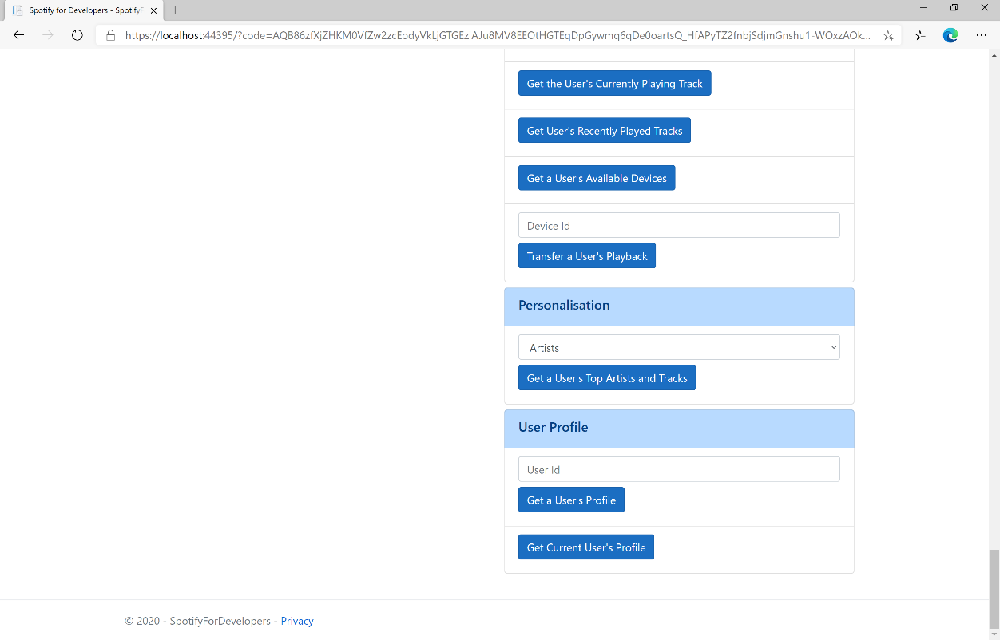 Spotify for Developers - SpotifyF
https://localhost:44395/?code=AQB86zfXjZHKM0VfZw2zcEodyVkLjGTGEziAJu8MV8EEOtHGTEqDpGywmq6qDe0oartsQ_HfAPyTZ2fnbjSdjmGnshu1-WOxzAOk...
Get the User's Currently Playing Track
Get User's Recently Played Tracks
Get a User's Available Devices
Device Id
Transfer a User's Playback
Personalisation
Artists
Get a User's Top Artists and Tracks
User Profile
User Id
Get a User's Profile
Get Current User's Profile
© 2020 - SpotifyForDevelopers - Privacy